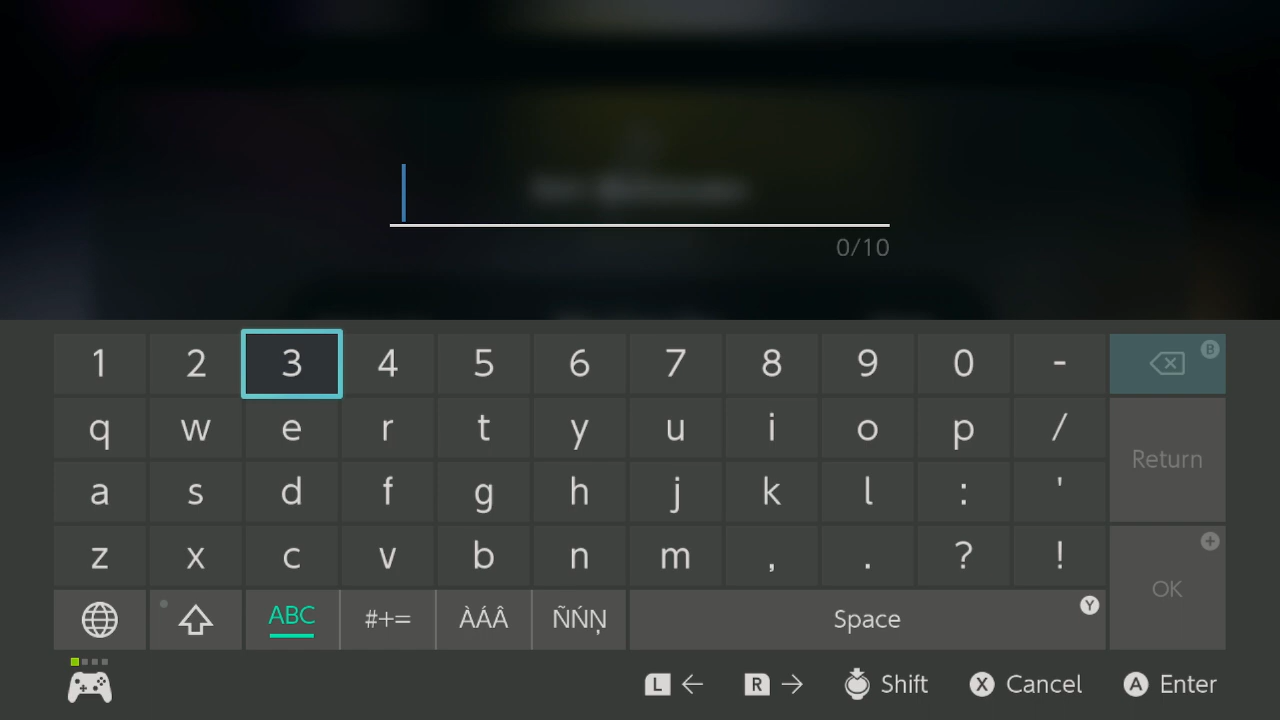 0/10
1 2 3 4 5 6 7 8 9 0 - B
q w e r t y u i o p / Return
a s d f g h j k l : '
z x c v b n m , . ? ! + OK
ABC #+= ÀÁÂ ÑŃŅ Space Y
L ← R → Shift X Cancel A Enter